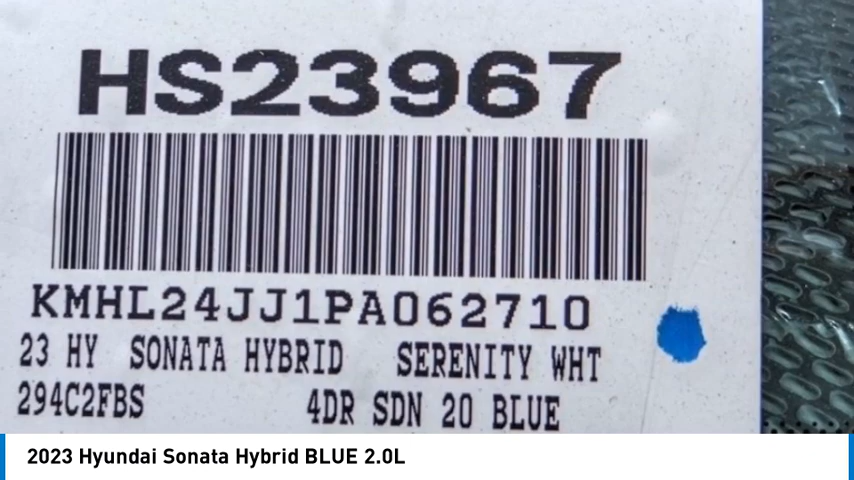 HS23967
KMHL24JJ1PA062710
23 HY SONATA HYBRID SERENITY WHT
294C2FBS 4DR SDN 20 BLUE
2023 Hyundai Sonata Hybrid BLUE 2.0L